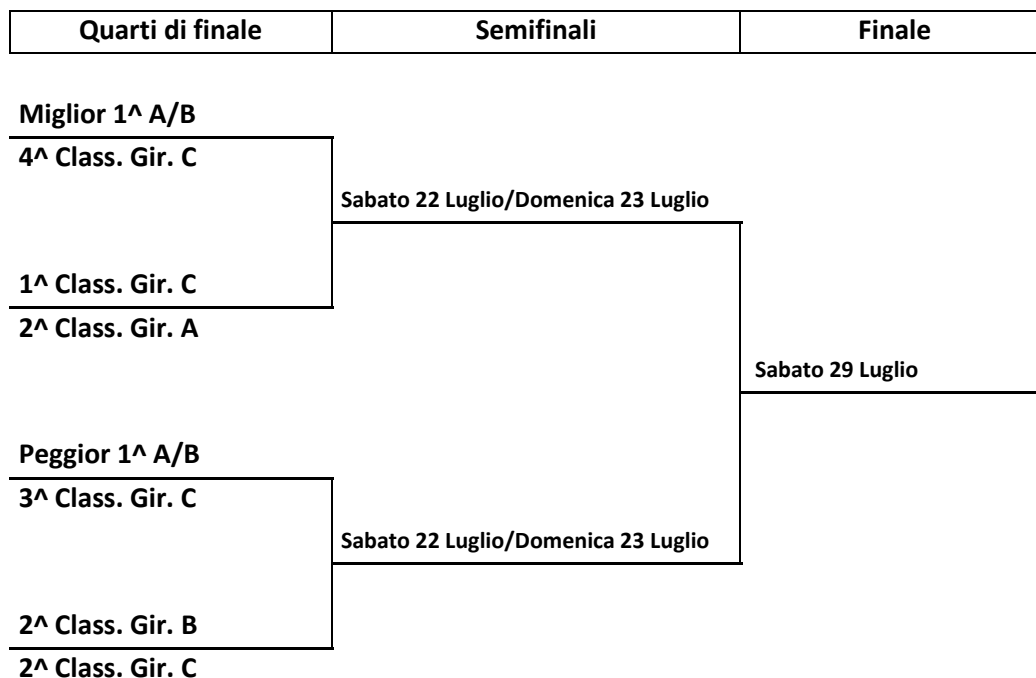 Quarti di finale Semifinali Finale
Miglior 1^ A/B
4^ Class. Gir. C
Sabato 22 Luglio/Domenica 23 Luglio
1^ Class. Gir. C
2^ Class. Gir. A
Sabato 29 Luglio
Peggior 1^ A/B
3^ Class. Gir. C
Sabato 22 Luglio/Domenica 23 Luglio
2^ Class. Gir. B
2^ Class. Gir. C